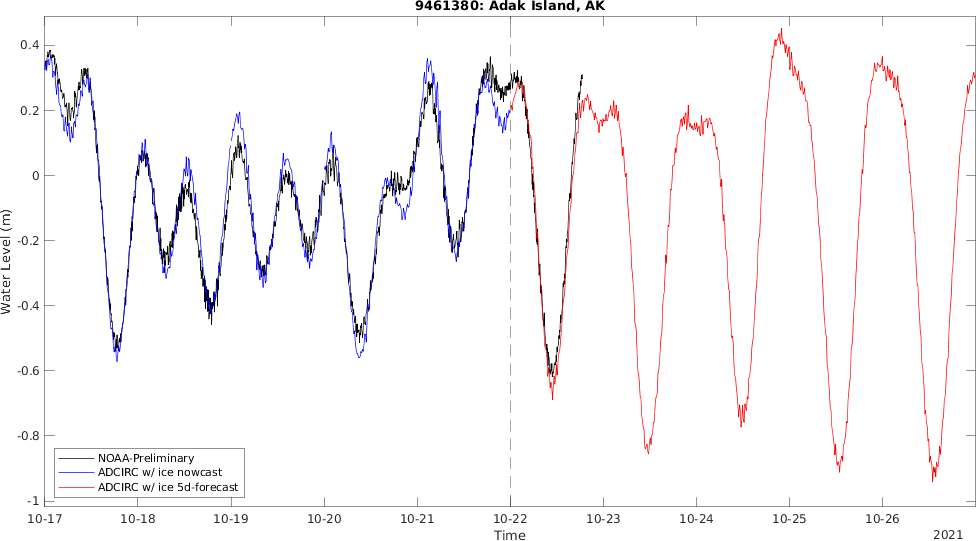 9461380: Adak Island, AK
0.4
0.2
0
-0.2
-0.4
-0.6
-0.8
-1
Water Level (m)
NOAA-Preliminary
ADCIRC w/ ice nowcast
ADCIRC w/ ice 5d-forecast
10-17 10-18 10-19 10-20 10-21 10-22 10-23 10-24 10-25 10-26
Time
2021